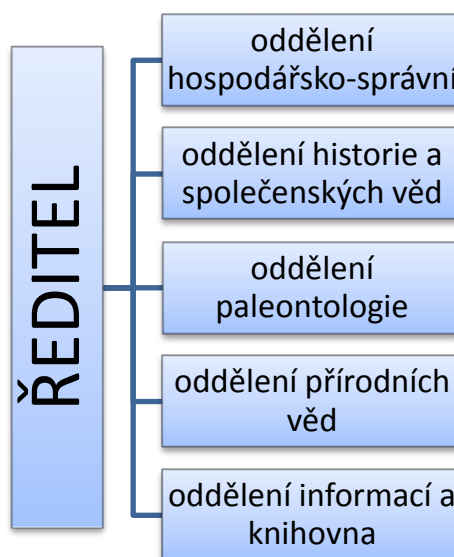 ŘEDITEL
oddělení
hospodářsko-správní
oddělení historie a
společenských věd
oddělení
paleontologie
oddělení přírodních
věd
oddělení informací a
knihovna